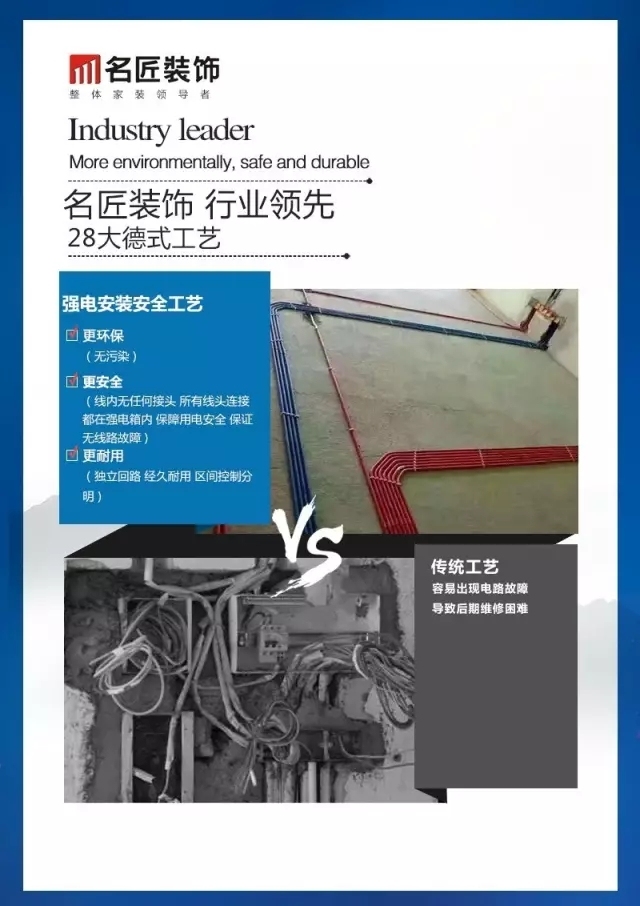 名匠装饰
整体家装领导者
Industry leader
More environmentally, safe and durable
名匠装饰 行业领先
28大德式工艺
强电安装安全工艺
更环保
（无污染）
更安全
（线内无任何接头 所有线头连接
都在强电箱内 保障用电安全 保证
无线路故障）
更耐用
（独立回路 经久耐用 区间控制分
明）
VS
传统工艺
容易出现电路故障
导致后期维修困难